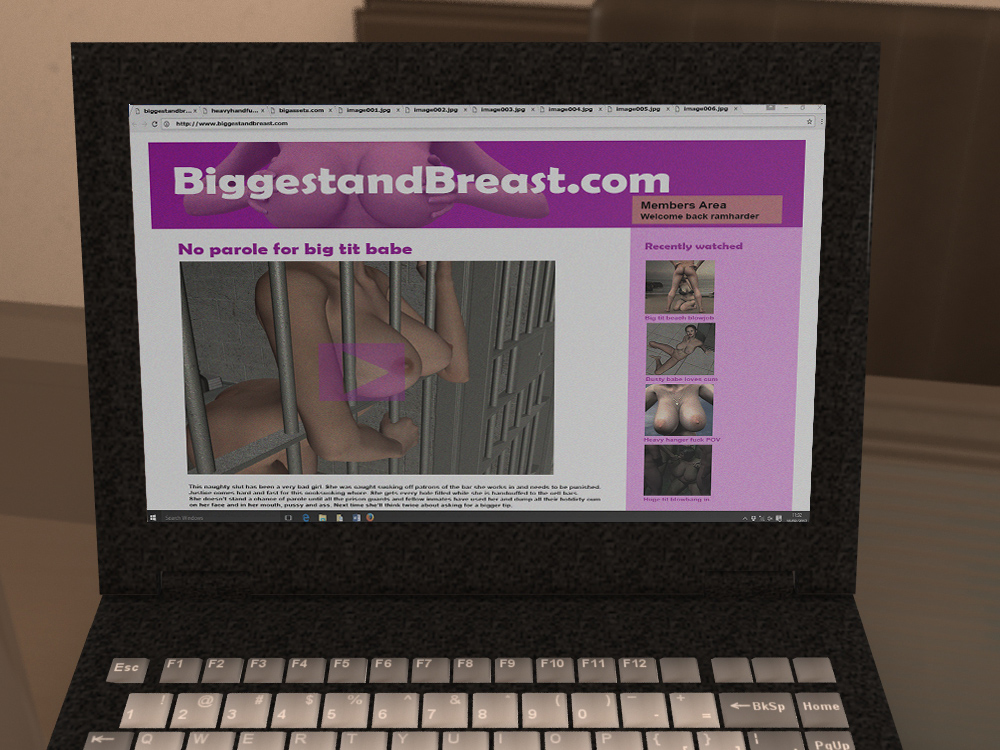 biggestandbr... heavyhandfu... bigassets.com image001.jpg image002.jpg image003.jpg image004.jpg image005.jpg image006.jpg
http://www.biggestandbreast.com
BiggestandBreast.com
Members Area
Welcome back ramharder
No parole for big tit babe
Recently watched
Big tit beach blowjob
Busty babe loves cum
Heavy hanger fuck POV
Huge tit
This naughty slut has been a very bad girl. She was caught sucking off patrons of the bar she works in and needs to be punished.
Justice comes hard and fast for this cocksucking whore. She gets every hole filled while she is handcuffed to the cell bars.
She doesn't stand a chance of parole until all the prison guards and fellow inmates have used her and dump all their baddity cum
on her face and in her mouth, pussy and ass. Next time she'll think twice about asking for a bigger tip.
Search Windows
11:52
Esc F1 F2 F3 F4 F5 F6 F7 F8 F9 F10 F11 F12
! @ # $ % ^ & * ( ) _ +
1 2 3 4 5 6 7 8 9 0 - = ←BkSp Home
Q W E R T Y U I O P { } | PgUp